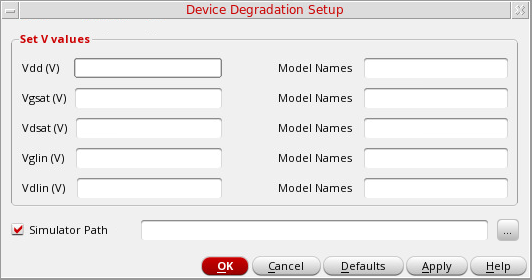 Device Degradation Setup
Set V values
Vdd (V) Model Names
Vgsat (V) Model Names
Vdsat (V) Model Names
Vglin (V) Model Names
Vdlin (V) Model Names
Simulator Path ...
OK Cancel Defaults Apply Help